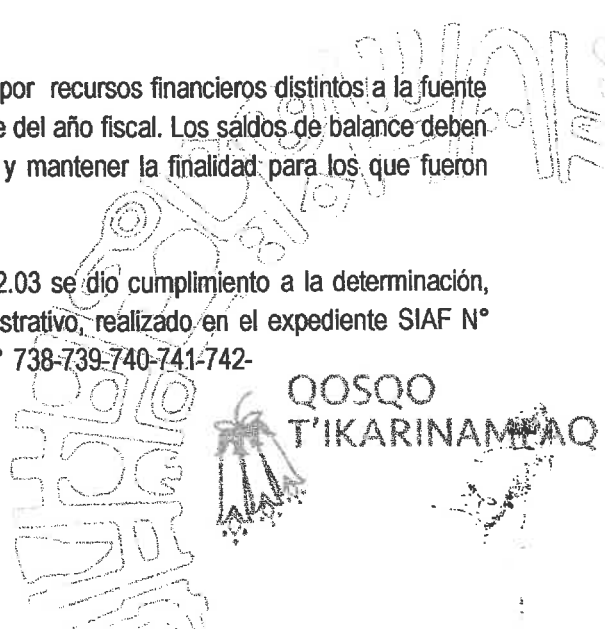 por recursos financieros distintos a la fuente
e del año fiscal. Los saldos de balance deben
y mantener la finalidad para los que fueron
2.03 se dio cumplimiento a la determinación,
strativo, realizado en el expediente SIAF N°
° 738-739-740-741-742-
QOSQO
T'IKARINAMPAQ